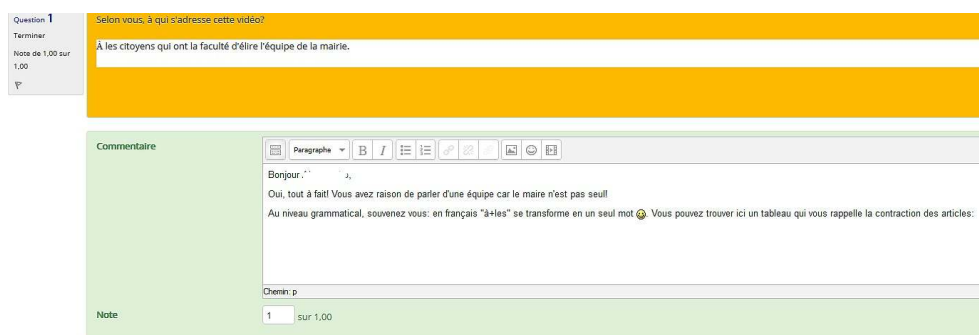 Question 1
Terminer
Note de 1,00 sur
1,00
Selon vous, à qui s'adresse cette vidéo?
À les citoyens qui ont la faculté d'élire l'équipe de la mairie.
Commentaire
Paragraphe
B I
Bonjour
Oui, tout à fait! Vous avez raison de parler d'une équipe car le maire n'est pas seul!
Au niveau grammatical, souvenez vous: en français "à+les" se transforme en un seul mot 😉. Vous pouvez trouver ici un tableau qui vous rappelle la contraction des articles:
Chemin: p
Note
1 sur 1,00